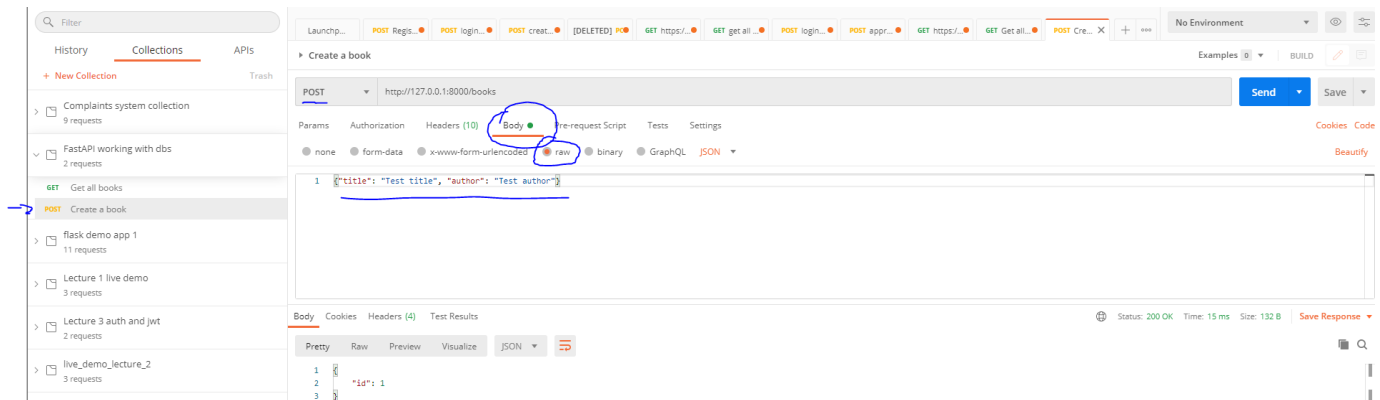 Filter
History Collections APIs
+ New Collection Trash
Complaints system collection
9 requests
FastAPI working with dbs
2 requests
GET Get all books
POST Create a book
flask demo app 1
11 requests
Lecture 1 live demo
3 requests
Lecture 3 auth and jwt
2 requests
live_demo_lecture_2
3 requests
Launchp... POST Regis... POST login... POST creat... [DELETED] PO GET https:/... GET get all ... POST login... POST appr... GET https:/... GET Get all... POST Cre... X + ooo No Environment
Create a book Examples 0 BUILD
POST http://127.0.0.1:8000/books Send Save
Params Authorization Headers (10) Body Pre-request Script Tests Settings Cookies Code
none form-data x-www-form-urlencoded raw binary GraphQL JSON Beautify
1 {"title": "Test title", "author": "Test author"}
Body Cookies Headers (4) Test Results Status: 200 OK Time: 15 ms Size: 132 B Save Response
Pretty Raw Preview Visualize JSON
1 {
2 "id": 1
3 }